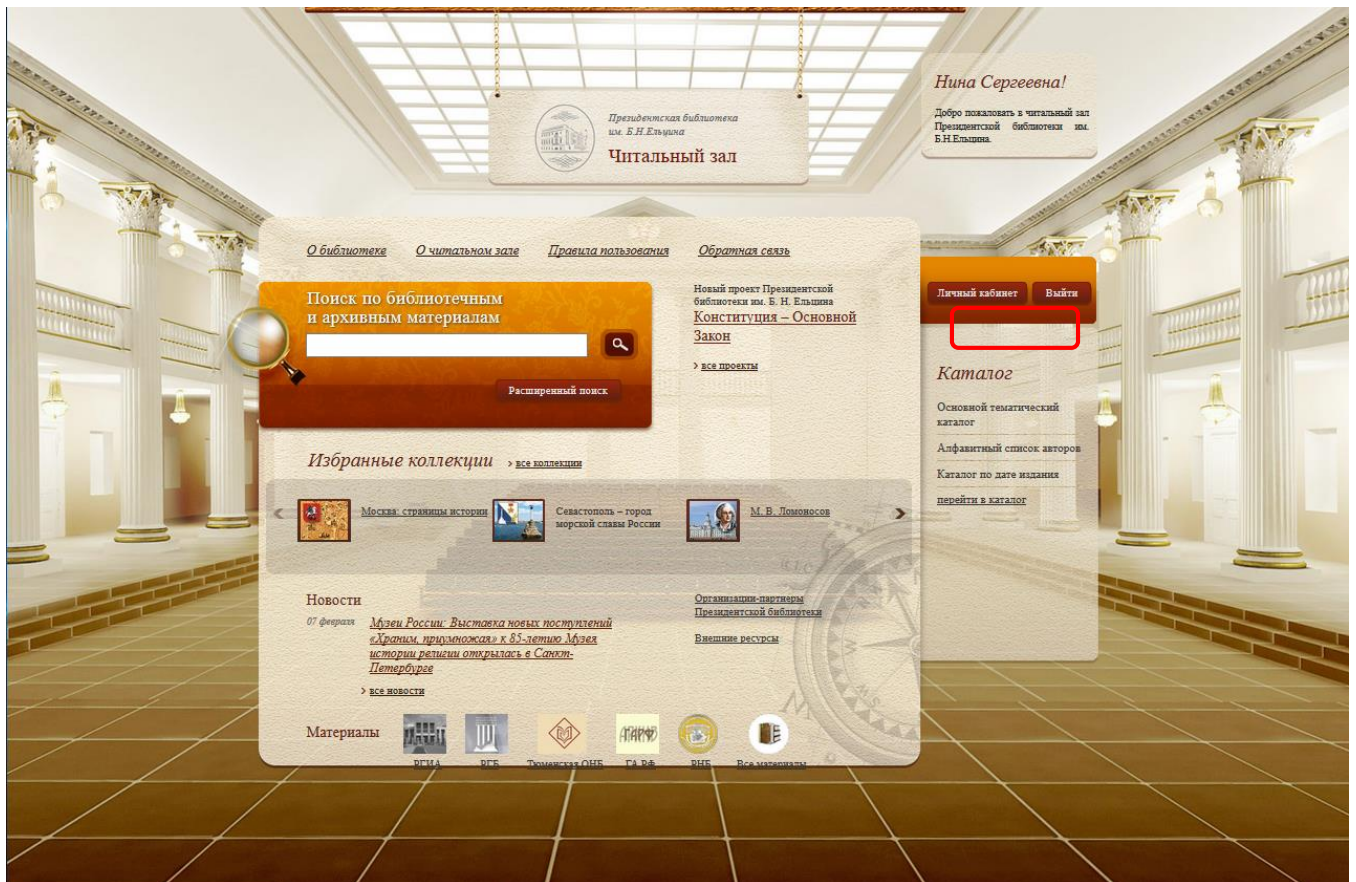 Президентская библиотека
им. Б.Н.Ельцина
Читальный зал
Нина Сергеевна!
Добро пожаловать в читальный зал
Президентской библиотеки им.
Б.Н.Ельцина.
О библиотеке О читальном зале Правила пользования Обратная связь
Поиск по библиотечным
и архивным материалам
Расширенный поиск
Новый проект Президентской
библиотеки им. Б. Н. Ельцина
Конституция – Основной
Закон
› все проекты
Личный кабинет Выйти
Каталог
Основной тематический
каталог
Алфавитный список авторов
Каталог по дате издания
перейти в каталог
Избранные коллекции › все коллекции
Москва: страницы истории
Севастополь – город
морской славы России
М. В. Ломоносов
Новости
07 февраля Музеи России: Выставка новых поступлений
«Храним, приумножая» к 85-летию Музея
истории религии открылась в Санкт-
Петербурге
› все новости
Организации-партнеры
Президентской библиотеки
Внешние ресурсы
Материалы
РГИА РГБ Тюменская ОНБ ГА РФ РНБ Все материалы